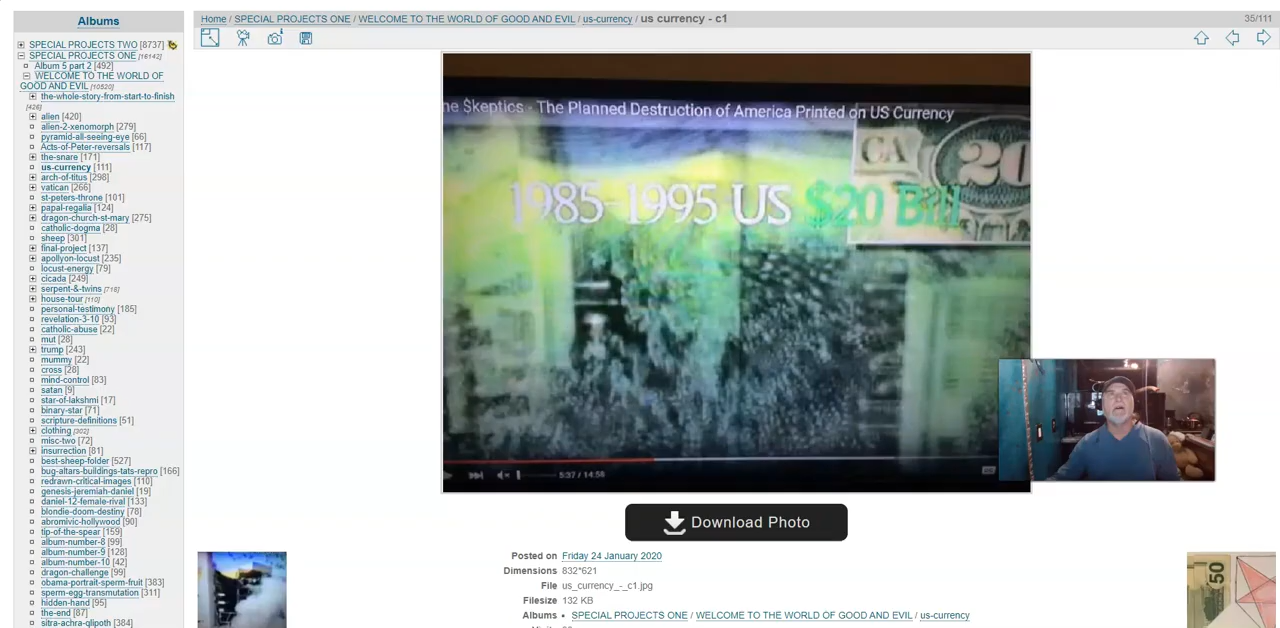 Albums
SPECIAL PROJECTS TWO [8737]
SPECIAL PROJECTS ONE [16142]
Album 5 part 2 [492]
WELCOME TO THE WORLD OF
GOOD AND EVIL [10520]
the-whole-story-from-start-to-finish
[426]
alien [420]
alien-2-xenomorph [279]
pyramid-all-seeing-eye [66]
Acts-of-Peter-reversals [117]
the-snare [171]
us-currency [111]
arch-of-titus [298]
vatican [266]
st-peters-throne [101]
papal-regalia [124]
dragon-church-st-mary [275]
catholic-dogma [28]
sheep [301]
final-project [137]
apollyon-locust [235]
locust-energy [79]
cicada [249]
serpent-&-twins [718]
house-tour [110]
personal-testimony [185]
revelation-3-10 [93]
catholic-abuse [22]
mut [28]
trump [243]
mummy [22]
cross [28]
mind-control [83]
satan [9]
star-of-lakshmi [17]
binary-star [71]
scripture-definitions [51]
clothing [302]
misc-two [72]
insurrection [81]
best-sheep-folder [527]
bug-altars-buildings-tats-repro [166]
redrawn-critical-images [110]
genesis-jeremiah-daniel [19]
daniel-12-female-rival [133]
blondie-doom-destiny [78]
abromivic-hollywood [90]
tip-of-the-spear [159]
album-number-8 [99]
album-number-9 [128]
album-number-10 [42]
dragon-challenge [99]
obama-portrait-sperm-fruit [383]
sperm-egg-transmutation [311]
hidden-hand [95]
the-end [87]
sitra-achra-qlipoth [384]
Home / SPECIAL PROJECTS ONE / WELCOME TO THE WORLD OF GOOD AND EVIL / us-currency / us currency - c1
35/111
ne $keptics - The Planned Destruction of America Printed on US Currency
CA
20
1985-1995 US $20 Bill
5:37 / 14:58
Download Photo
Posted on Friday 24 January 2020
Dimensions 832*621
File us_currency_-_c1.jpg
Filesize 132 KB
Albums • SPECIAL PROJECTS ONE / WELCOME TO THE WORLD OF GOOD AND EVIL / us-currency
50